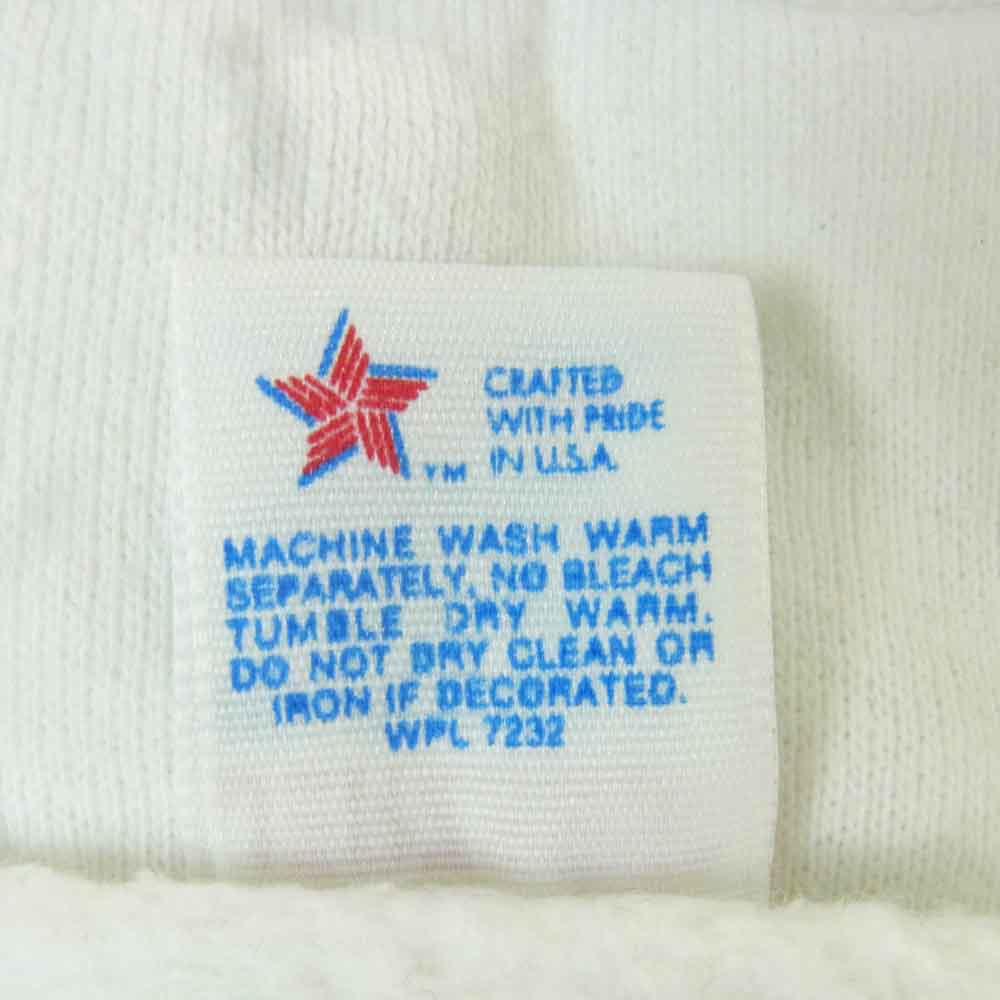 CRAFTED
WITH PRIDE
IN U.S.A.
TM
MACHINE WASH WARM
SEPARATELY. NO BLEACH
TUMBLE DRY WARM.
DO NOT DRY CLEAN OR
IRON IF DECORATED.
WPL 7232